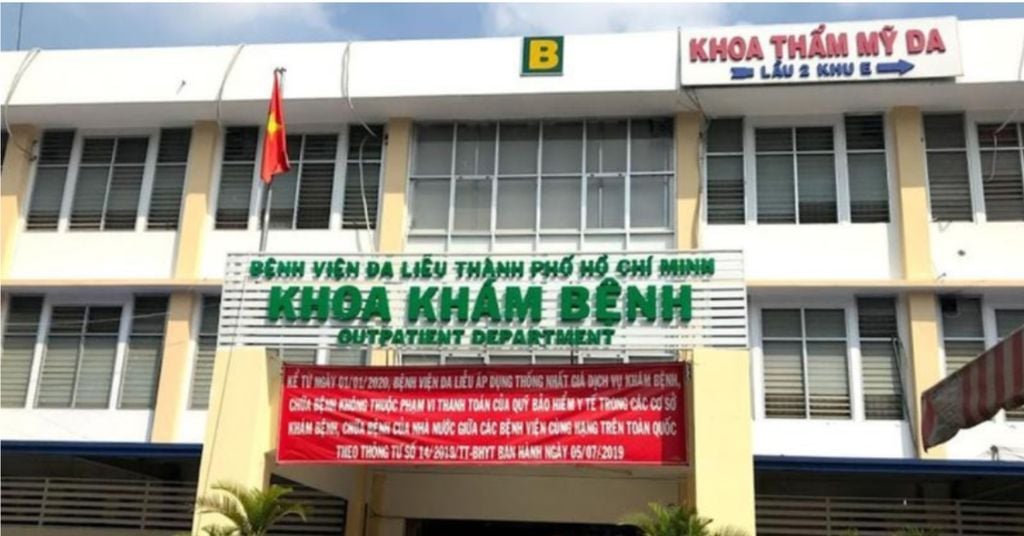 B
KHOA THẨM MỸ DA
LẦU 2 KHU E
BỆNH VIỆN DA LIỄU THÀNH PHỐ HỒ CHÍ MINH
KHOA KHÁM BỆNH
OUTPATIENT DEPARTMENT
KỂ TỪ NGÀY 01/01/2020, BỆNH VIỆN DA LIỄU ÁP DỤNG THỐNG NHẤT GIÁ DỊCH VỤ KHÁM BỆNH,
CHỮA BỆNH KHÔNG THUỘC PHẠM VI THANH TOÁN CỦA QUỸ BẢO HIỂM Y TẾ TRONG CÁC CƠ SỞ
KHÁM BỆNH, CHỮA BỆNH CỦA NHÀ NƯỚC GIỮA CÁC BỆNH VIỆN CÙNG HẠNG TRÊN TOÀN QUỐC
THEO THÔNG TƯ SỐ 14/2019/TT-BHYT BAN HÀNH NGÀY 05/07/2019